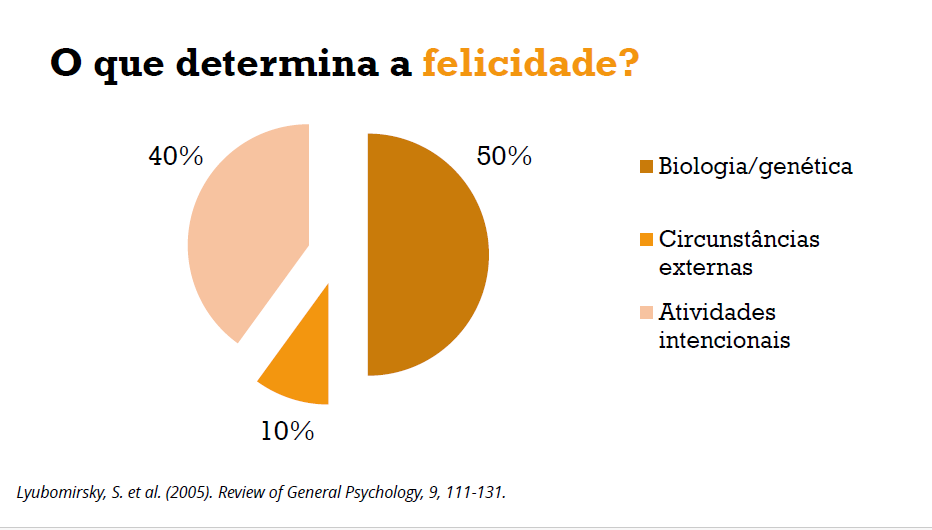 O que determina a felicidade?
40%
50%
10%
Biologia/genética
Circunstâncias
externas
Atividades
intencionais
Lyubomirsky, S. et al. (2005). Review of General Psychology, 9, 111-131.